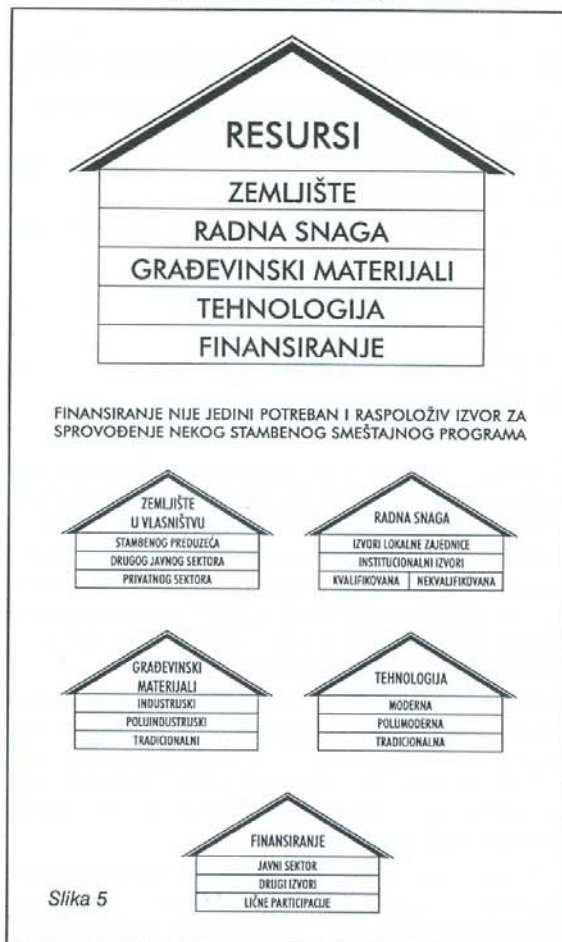 RESURSI
ZEMLJIŠTE
RADNA SNAGA
GRAĐEVINSKI MATERIJALI
TEHNOLOGIJA
FINANSIRANJE
FINANSIRANJE NIJE JEDINI POTREBAN I RASPOLOŽIV IZVOR ZA
SPROVOĐENJE NEKOG STAMBENOG SMEŠTAJNOG PROGRAMA
ZEMLJIŠTE
U VLASNIŠTVU
STAMBENOG PREDUZEĆA
DRUGOG JAVNOG SEKTORA
PRIVATNOG SEKTORA
RADNA SNAGA
IZVORI LOKALNE ZAJEDNICE
INSTITUCIONALNI IZVORI
KVALIFIKOVANA NEKVALIFIKOVANA
GRAĐEVINSKI
MATERIJALI
INDUSTRIJSKI
POLUINDUSTRIJSKI
TRADICIONALNI
TEHNOLOGIJA
MODERNA
POLUMODERNA
TRADICIONALNA
FINANSIRANJE
JAVNI SEKTOR
DRUGI IZVORI
LIČNE PARTICIPACIJE
Slika 5